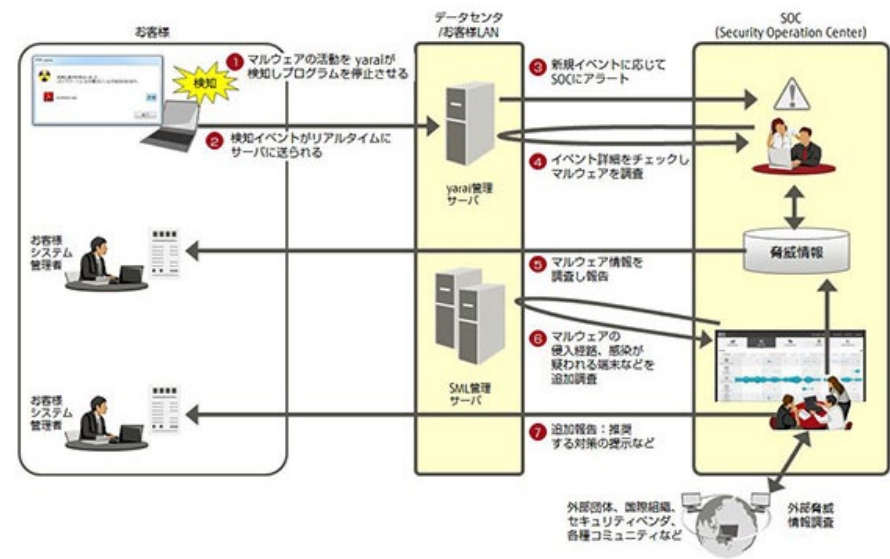 お客様
データセンタ
/お客様LAN
SOC
(Security Operation Center)
検知
1 マルウェアの活動を yaraiが
検知しプログラムを停止させる
2 検知イベントがリアルタイムに
サーバに送られる
3 新規イベントに応じて
SOCにアラート
4 イベント詳細をチェックし
マルウェアを調査
yarai管理
サーバ
お客様
システム
管理者
5 マルウェア情報を
調査し報告
脅威情報
6 マルウェアの
侵入経路、感染が
疑われる端末などを
追加調査
SML管理
サーバ
お客様
システム
管理者
7 追加報告：推奨
する対策の提示など
外部団体、国際組織、
セキュリティベンダ、
各種コミュニティなど
外部脅威
情報調査